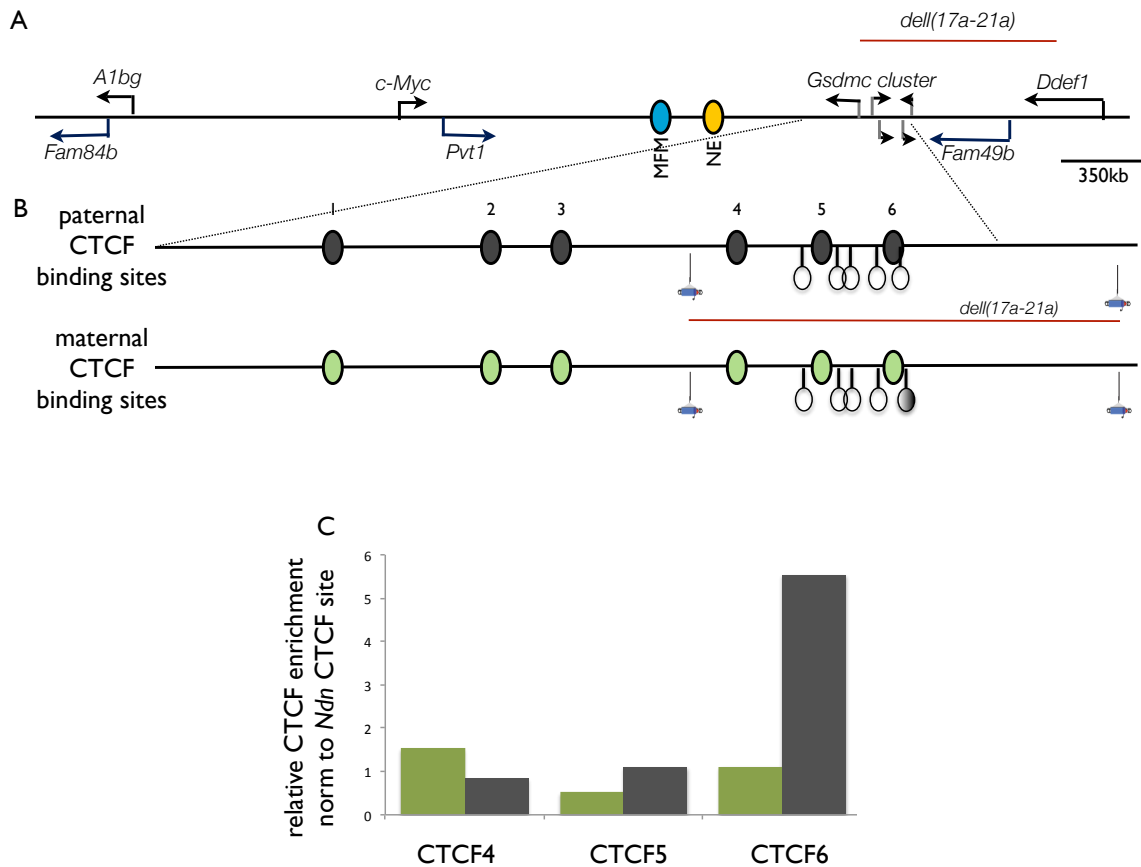 A
dell(17a-21a)
A1bg
c-Myc
Gsdmc cluster
Ddef1
Fam84b
Pvt1
MFM
NE
Fam49b
350kb
B
paternal
CTCF
binding sites
1 2 3 4 5 6
dell(17a-21a)
maternal
CTCF
binding sites
C
relative CTCF enrichment
norm to Ndn CTCF site
6
5
4
3
2
1
0
CTCF4 CTCF5 CTCF6